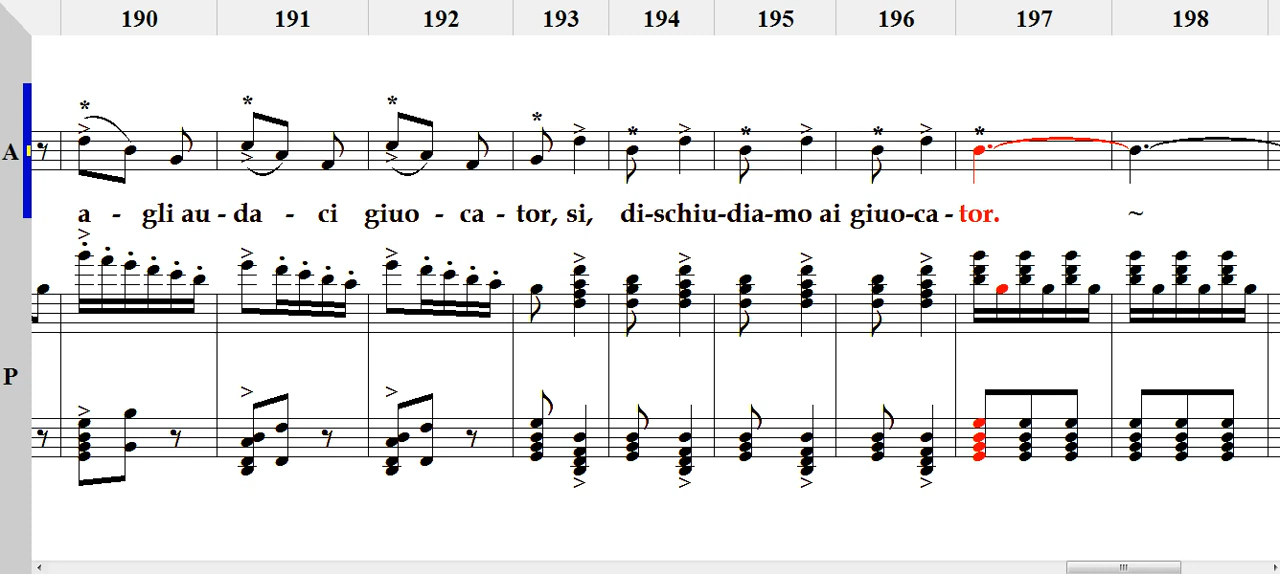 190 191 192 193 194 195 196 197 198
A
a - gli au - da - ci giuo - ca - tor, si, di-schiu-dia-mo ai giuo-ca - tor. ~
P